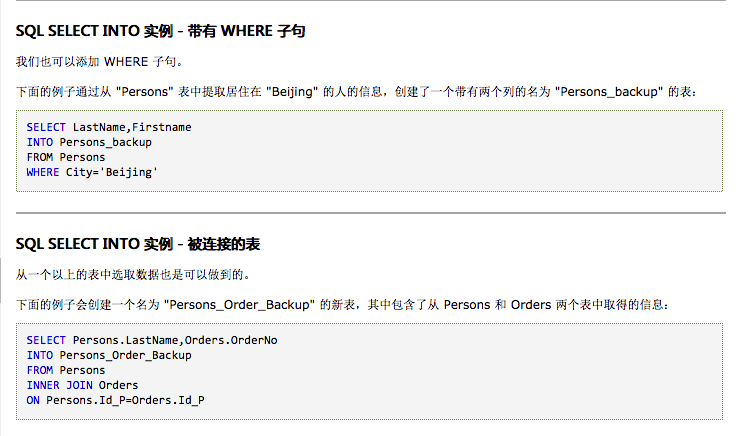 SQL SELECT INTO 实例 - 带有 WHERE 子句
我们也可以添加 WHERE 子句。
下面的例子通过从 "Persons" 表中提取居住在 "Beijing" 的人的信息，创建了一个带有两个列的名为 "Persons_backup" 的表：
SELECT LastName,Firstname
INTO Persons_backup
FROM Persons
WHERE City='Beijing'
SQL SELECT INTO 实例 - 被连接的表
从一个以上的表中选取数据也是可以做到的。
下面的例子会创建一个名为 "Persons_Order_Backup" 的新表，其中包含了从 Persons 和 Orders 两个表中取得的信息：
SELECT Persons.LastName,Orders.OrderNo
INTO Persons_Order_Backup
FROM Persons
INNER JOIN Orders
ON Persons.Id_P=Orders.Id_P